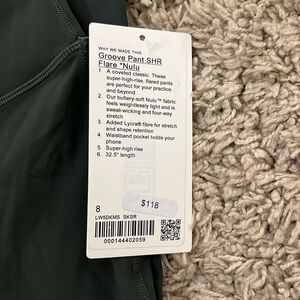 WHY WE MADE THIS
Groove Pant SHR
Flare *Nulu
1. A coveted classic. These
super-high-rise, flared pants
are perfect for your practice
and beyond
2. Our buttery-soft Nulu™ fabric
feels weightlessly light and is
sweat-wicking and four-way
stretch
3. Added Lycra® fibre for stretch
and shape retention
4. Waistband pocket holds your
phone
5. Super-high rise
6. 32.5" length
8
$118
LW5DKMS SKSR
000144402059